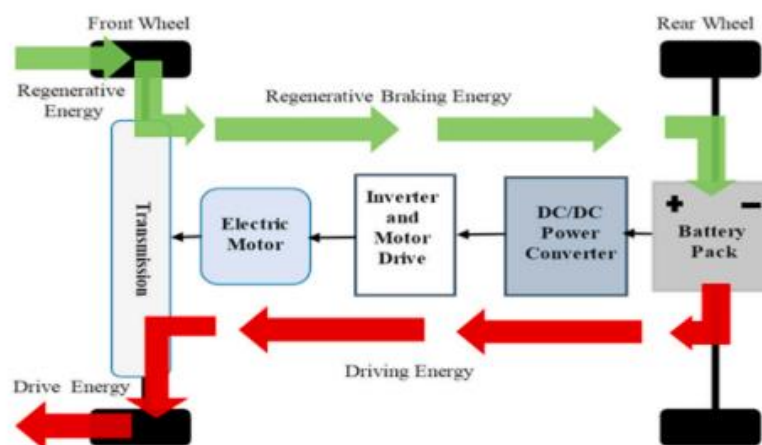 Front Wheel
Rear Wheel
Regenerative
Energy
Regenerative Braking Energy
Transmission
Electric
Motor
Inverter
and
Motor
Drive
DC/DC
Power
Converter
+ −
Battery
Pack
Driving Energy
Drive Energy